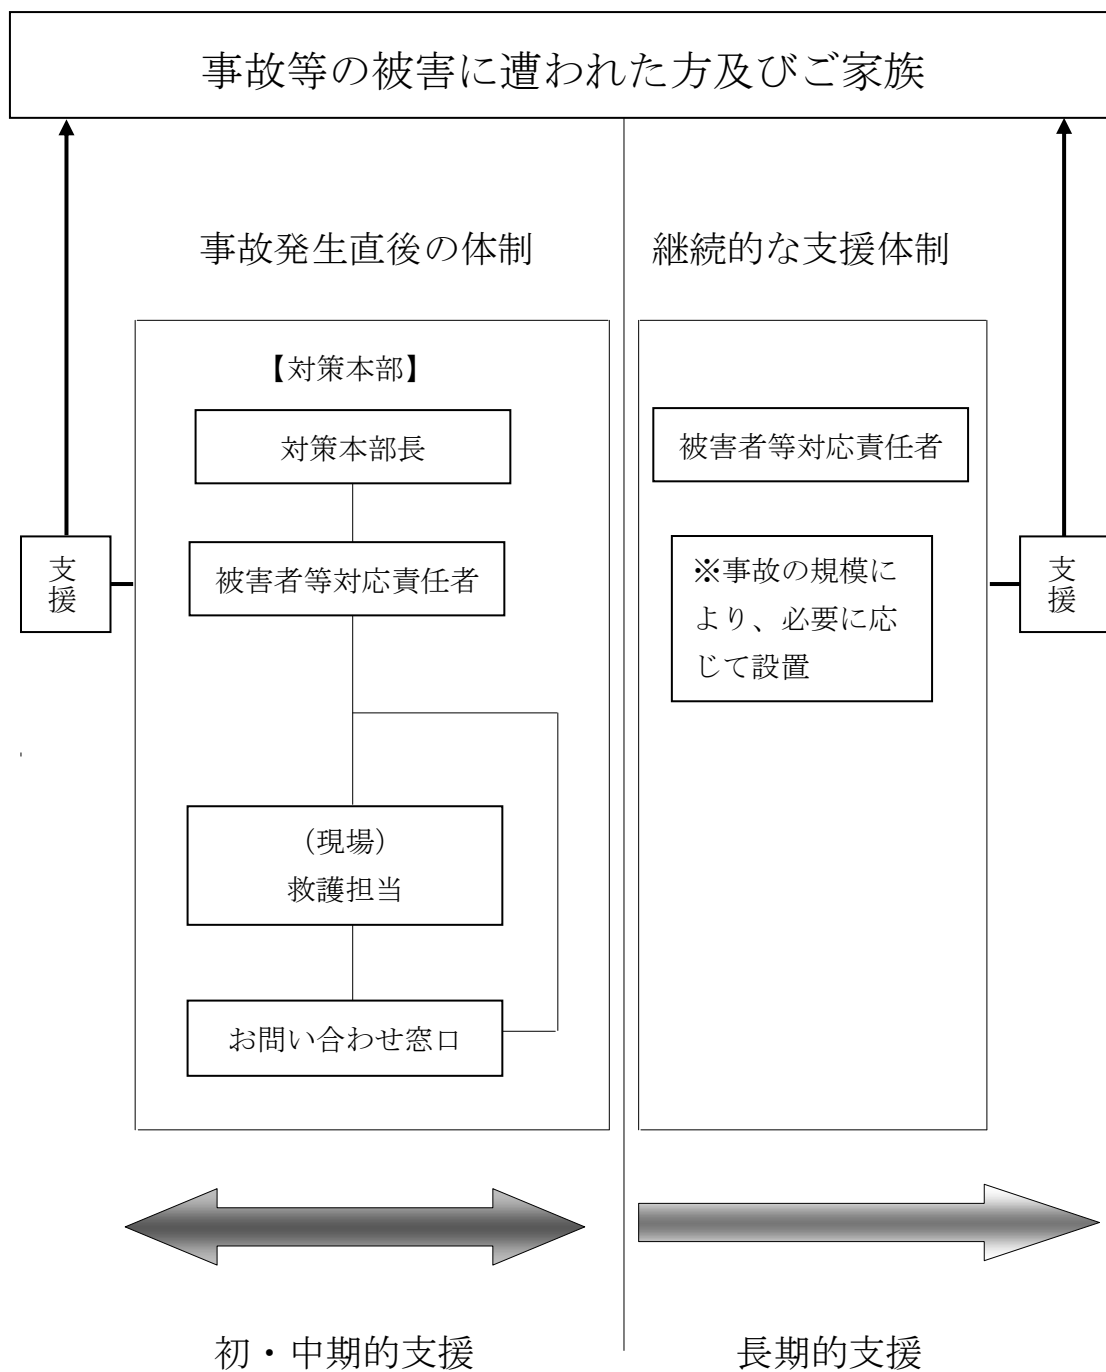 事故等の被害に遭われた方及びご家族
事故発生直後の体制
継続的な支援体制
【対策本部】
対策本部長
被害者等対応責任者
支援
(現場)
救護担当
お問い合わせ窓口
被害者等対応責任者
※事故の規模に
より、必要に応
じて設置
支援
初・中期的支援
長期的支援